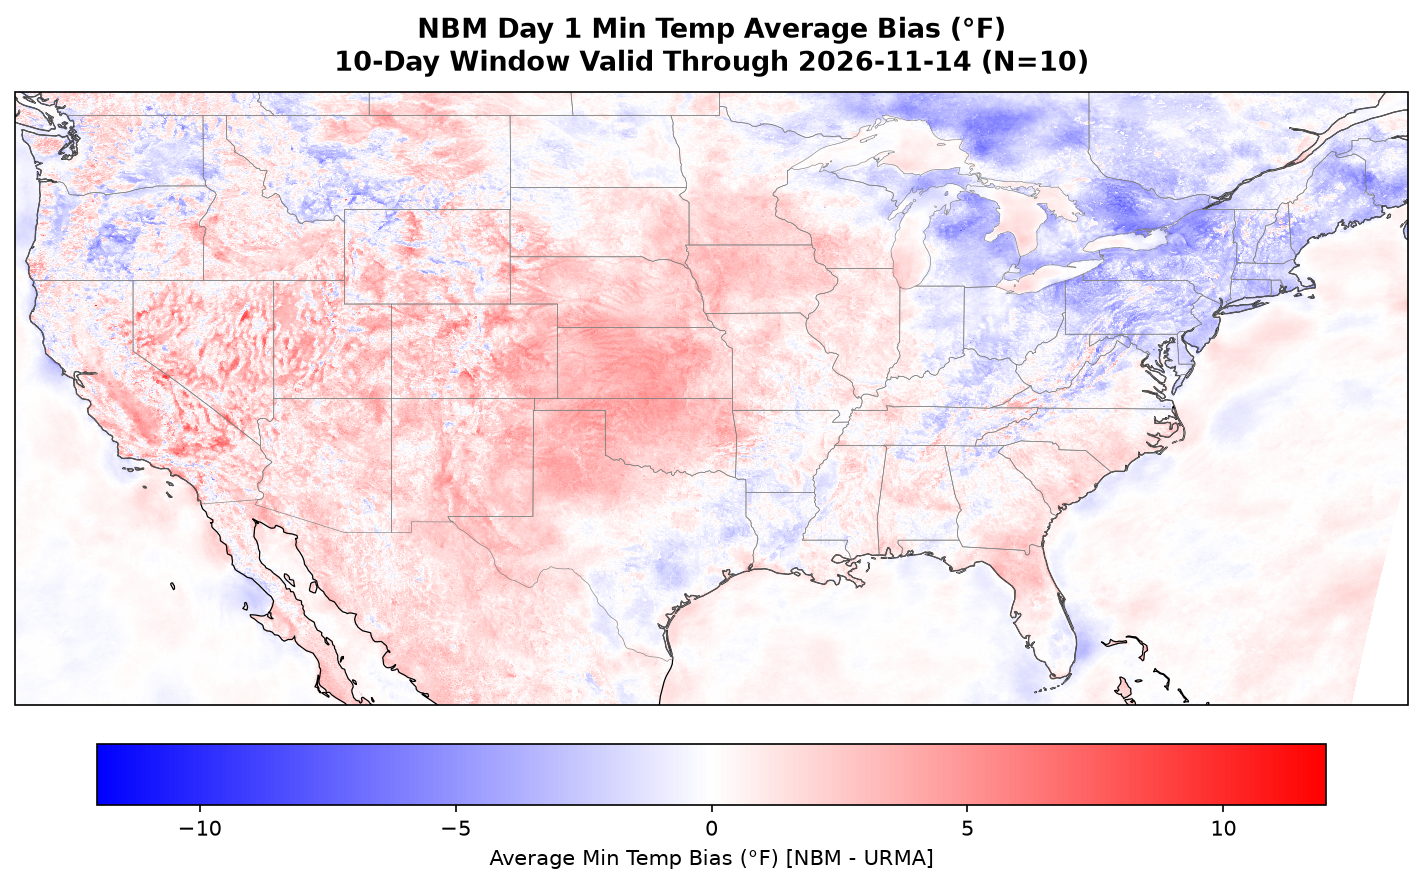 NBM Day 1 Min Temp Average Bias (°F)
10-Day Window Valid Through 2026-11-14 (N=10)
−10 −5 0 5 10
Average Min Temp Bias (°F) [NBM - URMA]